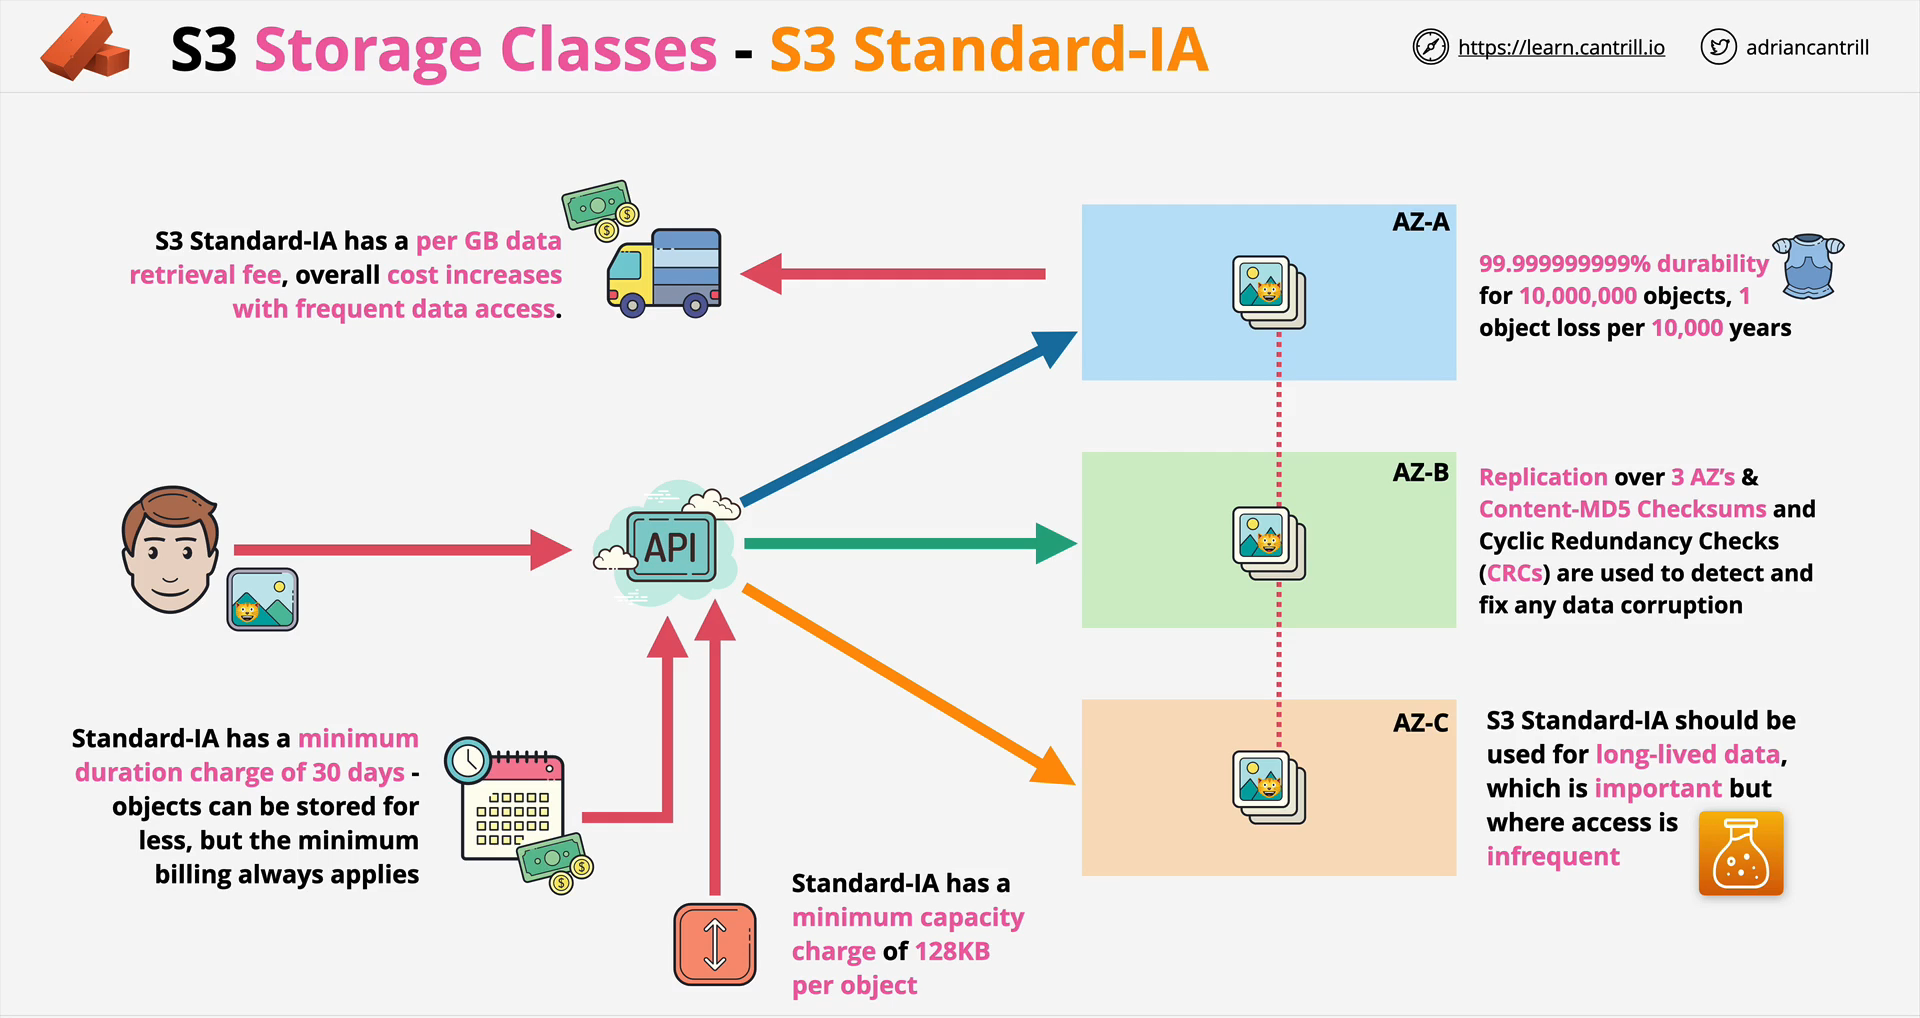 S3 Storage Classes - S3 Standard-IA
https://learn.cantrill.io
adriancantrill
S3 Standard-IA has a per GB data
retrieval fee, overall cost increases
with frequent data access.
AZ-A
99.999999999% durability
for 10,000,000 objects, 1
object loss per 10,000 years
API
AZ-B
Replication over 3 AZ's &
Content-MD5 Checksums and
Cyclic Redundancy Checks
(CRCs) are used to detect and
fix any data corruption
Standard-IA has a minimum
duration charge of 30 days -
objects can be stored for
less, but the minimum
billing always applies
Standard-IA has a
minimum capacity
charge of 128KB
per object
AZ-C
S3 Standard-IA should be
used for long-lived data,
which is important but
where access is
infrequent